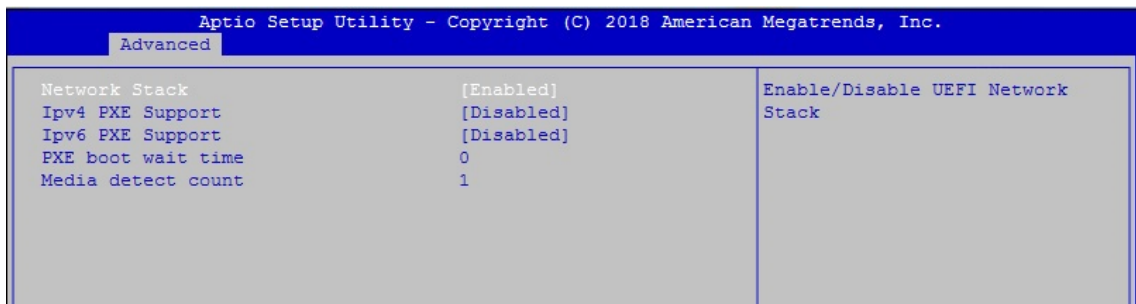 Aptio Setup Utility - Copyright (C) 2018 American Megatrends, Inc.
Advanced
Network Stack [Enabled] Enable/Disable UEFI Network
Ipv4 PXE Support [Disabled] Stack
Ipv6 PXE Support [Disabled]
PXE boot wait time 0
Media detect count 1